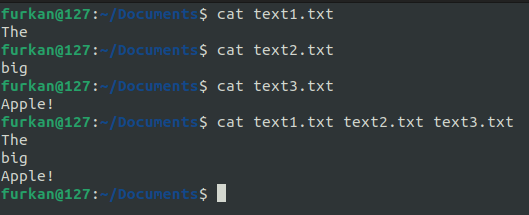 furkan@127:~/Documents$ cat text1.txt
The
furkan@127:~/Documents$ cat text2.txt
big
furkan@127:~/Documents$ cat text3.txt
Apple!
furkan@127:~/Documents$ cat text1.txt text2.txt text3.txt
The
big
Apple!
furkan@127:~/Documents$